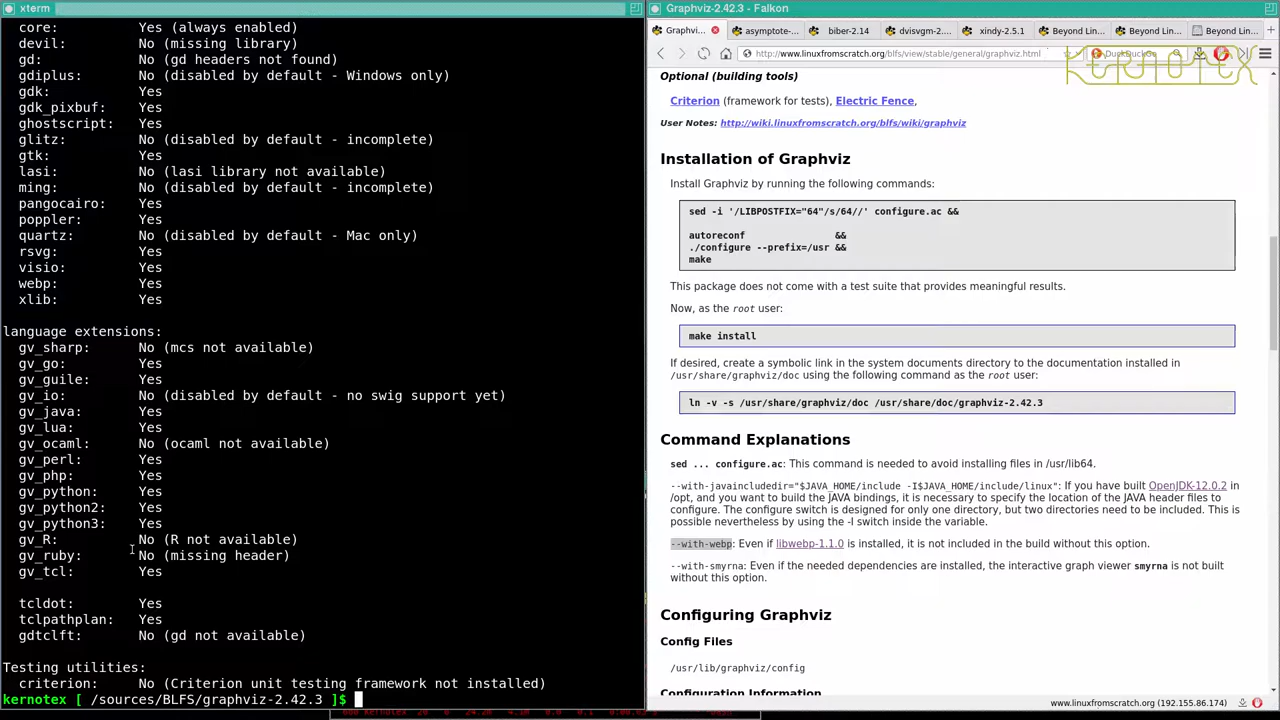 xterm
core: Yes (always enabled)
devil: No (missing library)
gd: No (gd headers not found)
gdiplus: No (disabled by default - Windows only)
gdk: Yes
gdk_pixbuf: Yes
ghostscript: Yes
glitz: No (disabled by default - incomplete)
gtk: Yes
lasi: No (lasi library not available)
ming: No (disabled by default - incomplete)
pangocairo: Yes
poppler: Yes
quartz: No (disabled by default - Mac only)
rsvg: Yes
visio: Yes
webp: Yes
xlib: Yes
language extensions:
gv_sharp: No (mcs not available)
gv_go: Yes
gv_guile: Yes
gv_io: No (disabled by default - no swig support yet)
gv_java: Yes
gv_lua: Yes
gv_ocaml: No (ocaml not available)
gv_perl: Yes
gv_php: Yes
gv_python: Yes
gv_python2: Yes
gv_python3: Yes
gv_R: No (R not available)
gv_ruby: No (missing header)
gv_tcl: Yes
tcldot: Yes
tclpathplan: Yes
gdtclft: No (gd not available)
Testing utilities:
criterion: No (Criterion unit testing framework not installed)
kernotex [ /sources/BLFS/graphviz-2.42.3 ]$
Graphviz-2.42.3 - Falkon
Graphvi... asymptote-... biber-2.14 dvisvgm-2.... xindy-2.5.1 Beyond Lin... Beyond Lin... Beyond Lin...
http://www.linuxfromscratch.org/blfs/view/stable/general/graphviz.html DuckDuckGo
KERNOTEX
Optional (building tools)
Criterion (framework for tests), Electric Fence,
User Notes: http://wiki.linuxfromscratch.org/blfs/wiki/graphviz
Installation of Graphviz
Install Graphviz by running the following commands:
sed -i '/LIBPOSTFIX="64"/s/64//' configure.ac &&
autoreconf &&
./configure --prefix=/usr &&
make
This package does not come with a test suite that provides meaningful results.
Now, as the root user:
make install
If desired, create a symbolic link in the system documents directory to the documentation installed in
/usr/share/graphviz/doc using the following command as the root user:
ln -v -s /usr/share/graphviz/doc /usr/share/doc/graphviz-2.42.3
Command Explanations
sed ... configure.ac: This command is needed to avoid installing files in /usr/lib64.
--with-javaincludedir="$JAVA_HOME/include -I$JAVA_HOME/include/linux": If you have built OpenJDK-12.0.2 in
/opt, and you want to build the JAVA bindings, it is necessary to specify the location of the JAVA header files to
configure. The configure switch is designed for only one directory, but two directories need to be included. This is
possible nevertheless by using the -I switch inside the variable.
--with-webp: Even if libwebp-1.1.0 is installed, it is not included in the build without this option.
--with-smyrna: Even if the needed dependencies are installed, the interactive graph viewer smyrna is not built
without this option.
Configuring Graphviz
Config Files
/usr/lib/graphviz/config
Configuration Information
www.linuxfromscratch.org (192.155.86.174)